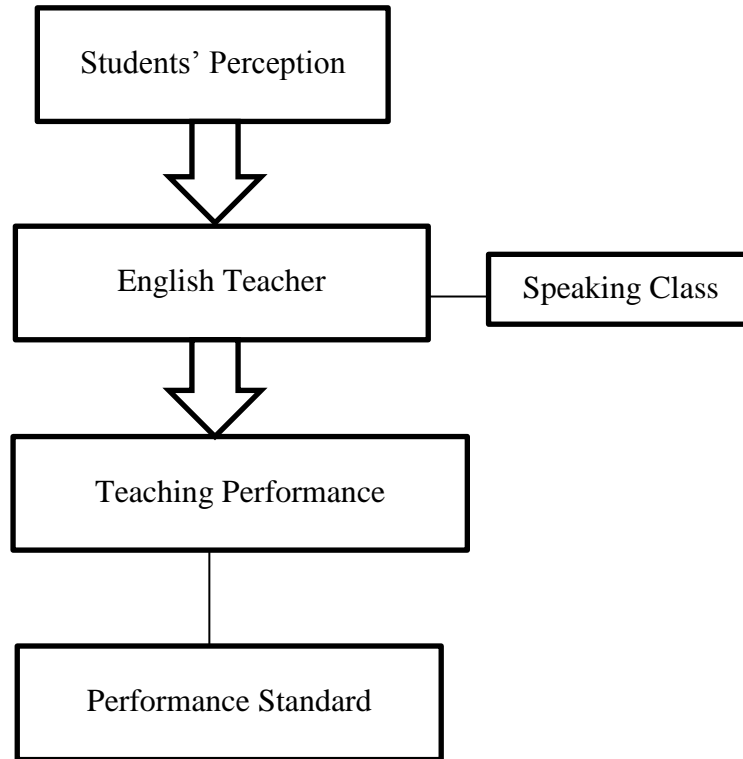 Students’ Perception
English Teacher
Speaking Class
Teaching Performance
Performance Standard